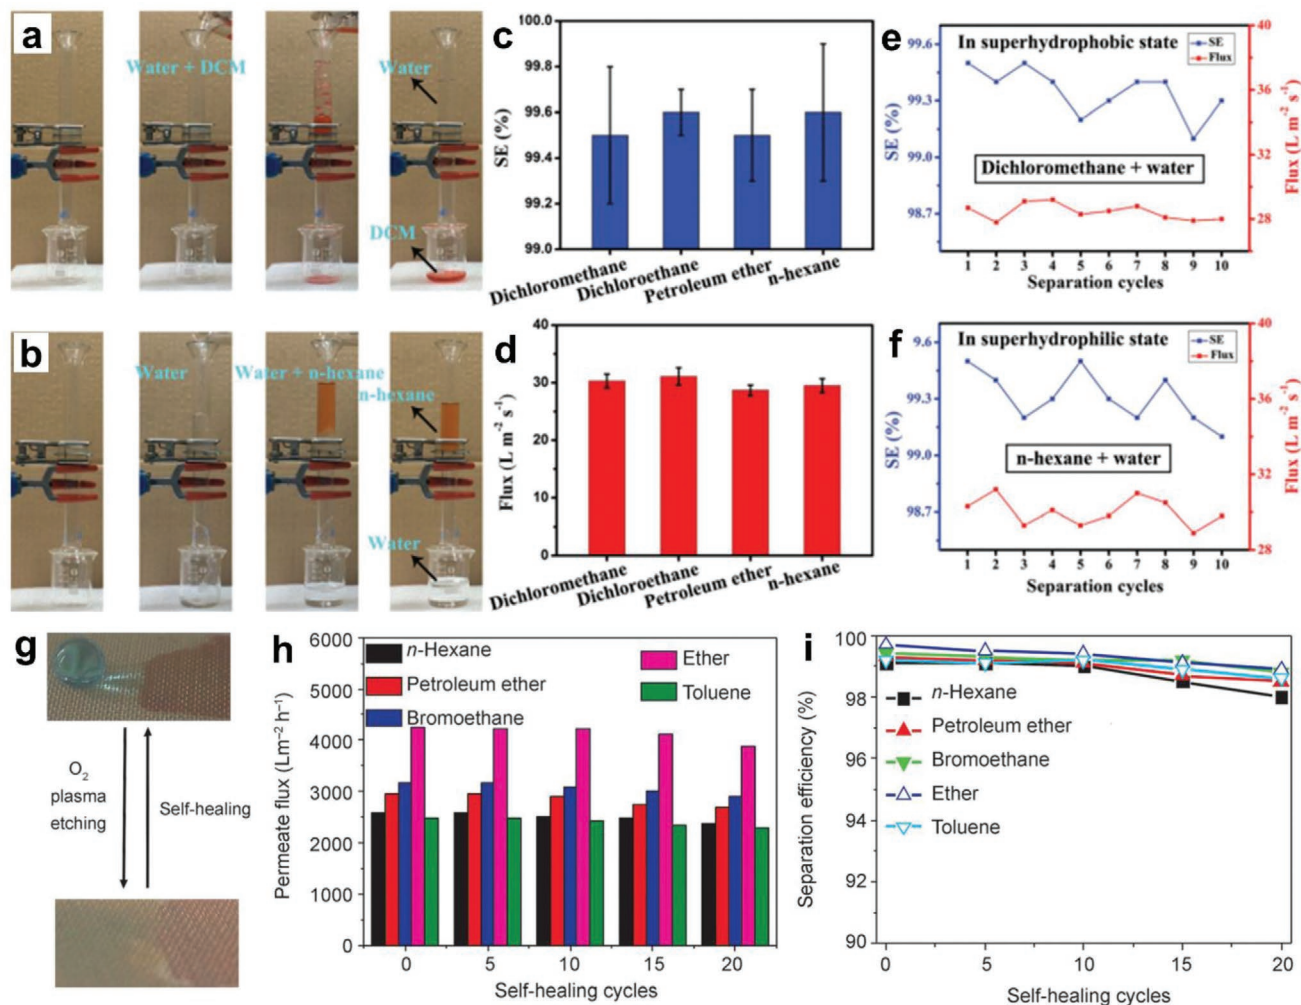 a
Water + DCM
Water
DCM
b
Water
Water + n-hexane
n-hexane
Water
c
100.0
99.8
99.6
99.4
99.2
99.0
SE (%)
Dichloromethane
Dichloroethane
Petroleum ether
n-hexane
d
40
30
20
10
0
Flux (L m⁻² s⁻¹)
Dichloromethane
Dichloroethane
Petroleum ether
n-hexane
e
In superhydrophobic state
SE
Flux
99.6
99.3
99.0
98.7
SE (%)
Dichloromethane + water
40
36
32
28
Flux (L m⁻² s⁻¹)
1 2 3 4 5 6 7 8 9 10
Separation cycles
f
In superhydrophilic state
SE
Flux
9.6
99.3
99.0
98.7
SE (%)
n-hexane + water
40
36
32
28
Flux (L m⁻² s⁻¹)
1 2 3 4 5 6 7 8 9 10
Separation cycles
g
O₂
plasma
etching
Self-healing
h
6000
5000
4000
3000
2000
1000
0
Permeate flux (Lm⁻² h⁻¹)
n-Hexane
Petroleum ether
Bromoethane
Ether
Toluene
0 5 10 15 20
Self-healing cycles
i
100
98
96
94
92
90
Separation efficiency (%)
n-Hexane
Petroleum ether
Bromoethane
Ether
Toluene
0 5 10 15 20
Self-healing cycles